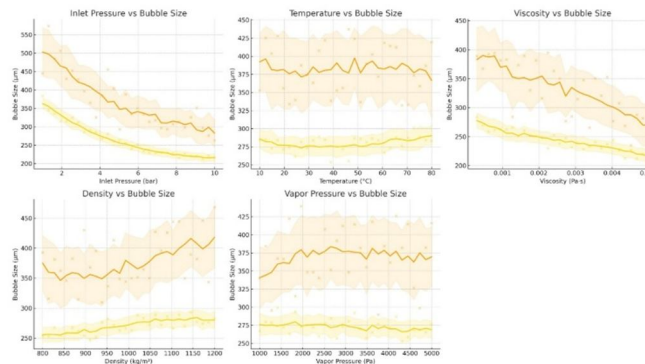 Inlet Pressure vs Bubble Size
Bubble Size (µm)
550
500
450
400
350
300
250
200
2 4 6 8 10
Inlet Pressure (bar)
Temperature vs Bubble Size
Bubble Size (µm)
425
400
375
350
325
300
275
250
10 20 30 40 50 60 70 80
Temperature (°C)
Viscosity vs Bubble Size
Bubble Size (µm)
450
400
350
300
250
200
0.001 0.002 0.003 0.004
Viscosity (Pa·s)
Density vs Bubble Size
Bubble Size (µm)
450
400
350
300
250
800 850 900 950 1000 1050 1100 1150 1200
Density (kg/m³)
Vapor Pressure vs Bubble Size
Bubble Size (µm)
425
400
375
350
325
300
275
250
1000 1500 2000 2500 3000 3500 4000 4500 5000
Vapor Pressure (Pa)